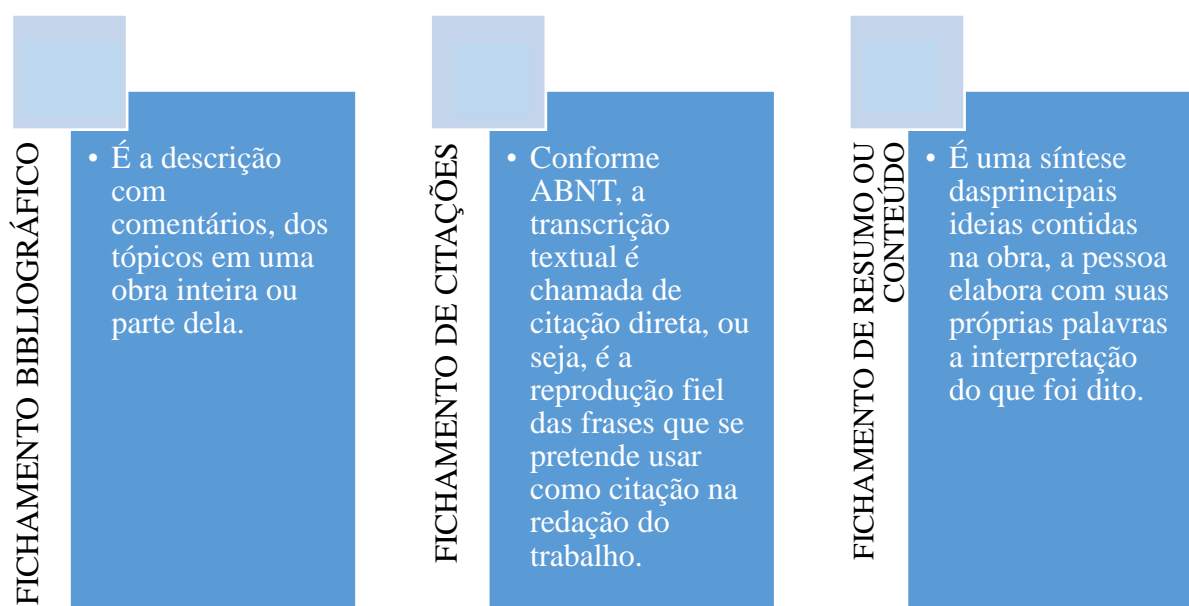 FICHAMENTO BIBLIOGRÁFICO
• É a descrição
com
comentários, dos
tópicos em uma
obra inteira ou
parte dela.
FICHAMENTO DE CITAÇÕES
• Conforme
ABNT, a
transcrição
textual é
chamada de
citação direta, ou
seja, é a
reprodução fiel
das frases que se
pretende usar
como citação na
redação do
trabalho.
FICHAMENTO DE RESUMO OU
CONTEÚDO
• É uma síntese
dasprincipais
ideias contidas
na obra, a pessoa
elabora com suas
próprias palavras
a interpretação
do que foi dito.